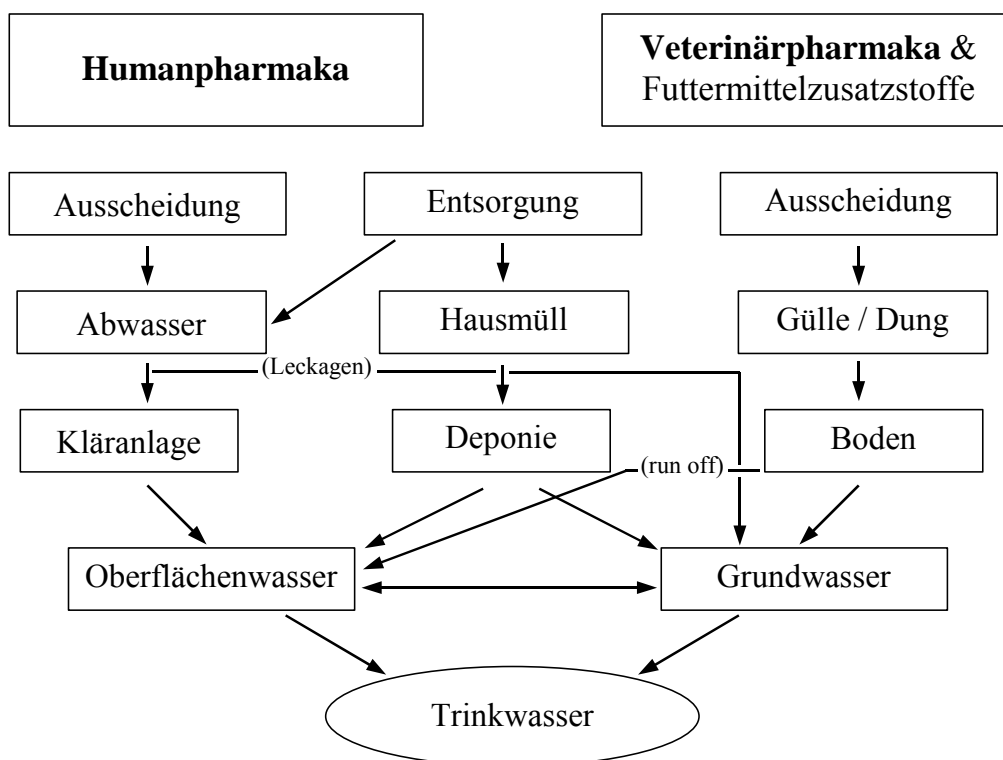 Humanpharmaka
Veterinärpharmaka &
Futtermittelzusatzstoffe
Ausscheidung
Entsorgung
Ausscheidung
Abwasser
Hausmüll
Gülle / Dung
(Leckagen)
Kläranlage
Deponie
Boden
(run off)
Oberflächenwasser
Grundwasser
Trinkwasser